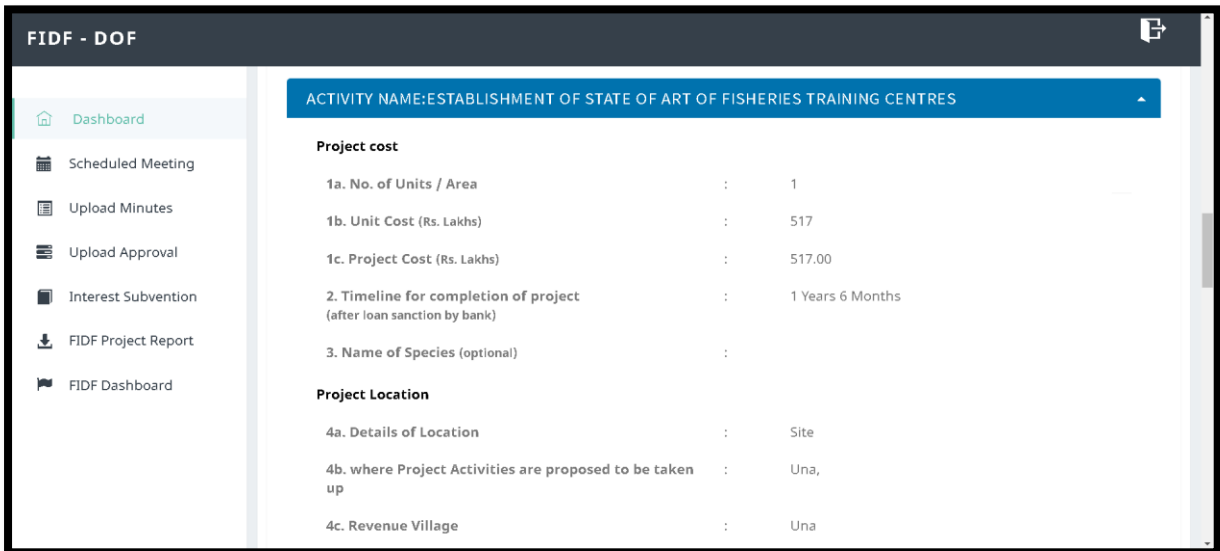 FIDF - DOF
Dashboard
Scheduled Meeting
Upload Minutes
Upload Approval
Interest Subvention
FIDF Project Report
FIDF Dashboard
ACTIVITY NAME:ESTABLISHMENT OF STATE OF ART OF FISHERIES TRAINING CENTRES
Project cost
1a. No. of Units / Area : 1
1b. Unit Cost (Rs. Lakhs) : 517
1c. Project Cost (Rs. Lakhs) : 517.00
2. Timeline for completion of project : 1 Years 6 Months
(after loan sanction by bank)
3. Name of Species (optional) :
Project Location
4a. Details of Location : Site
4b. where Project Activities are proposed to be taken : Una,
up
4c. Revenue Village : Una